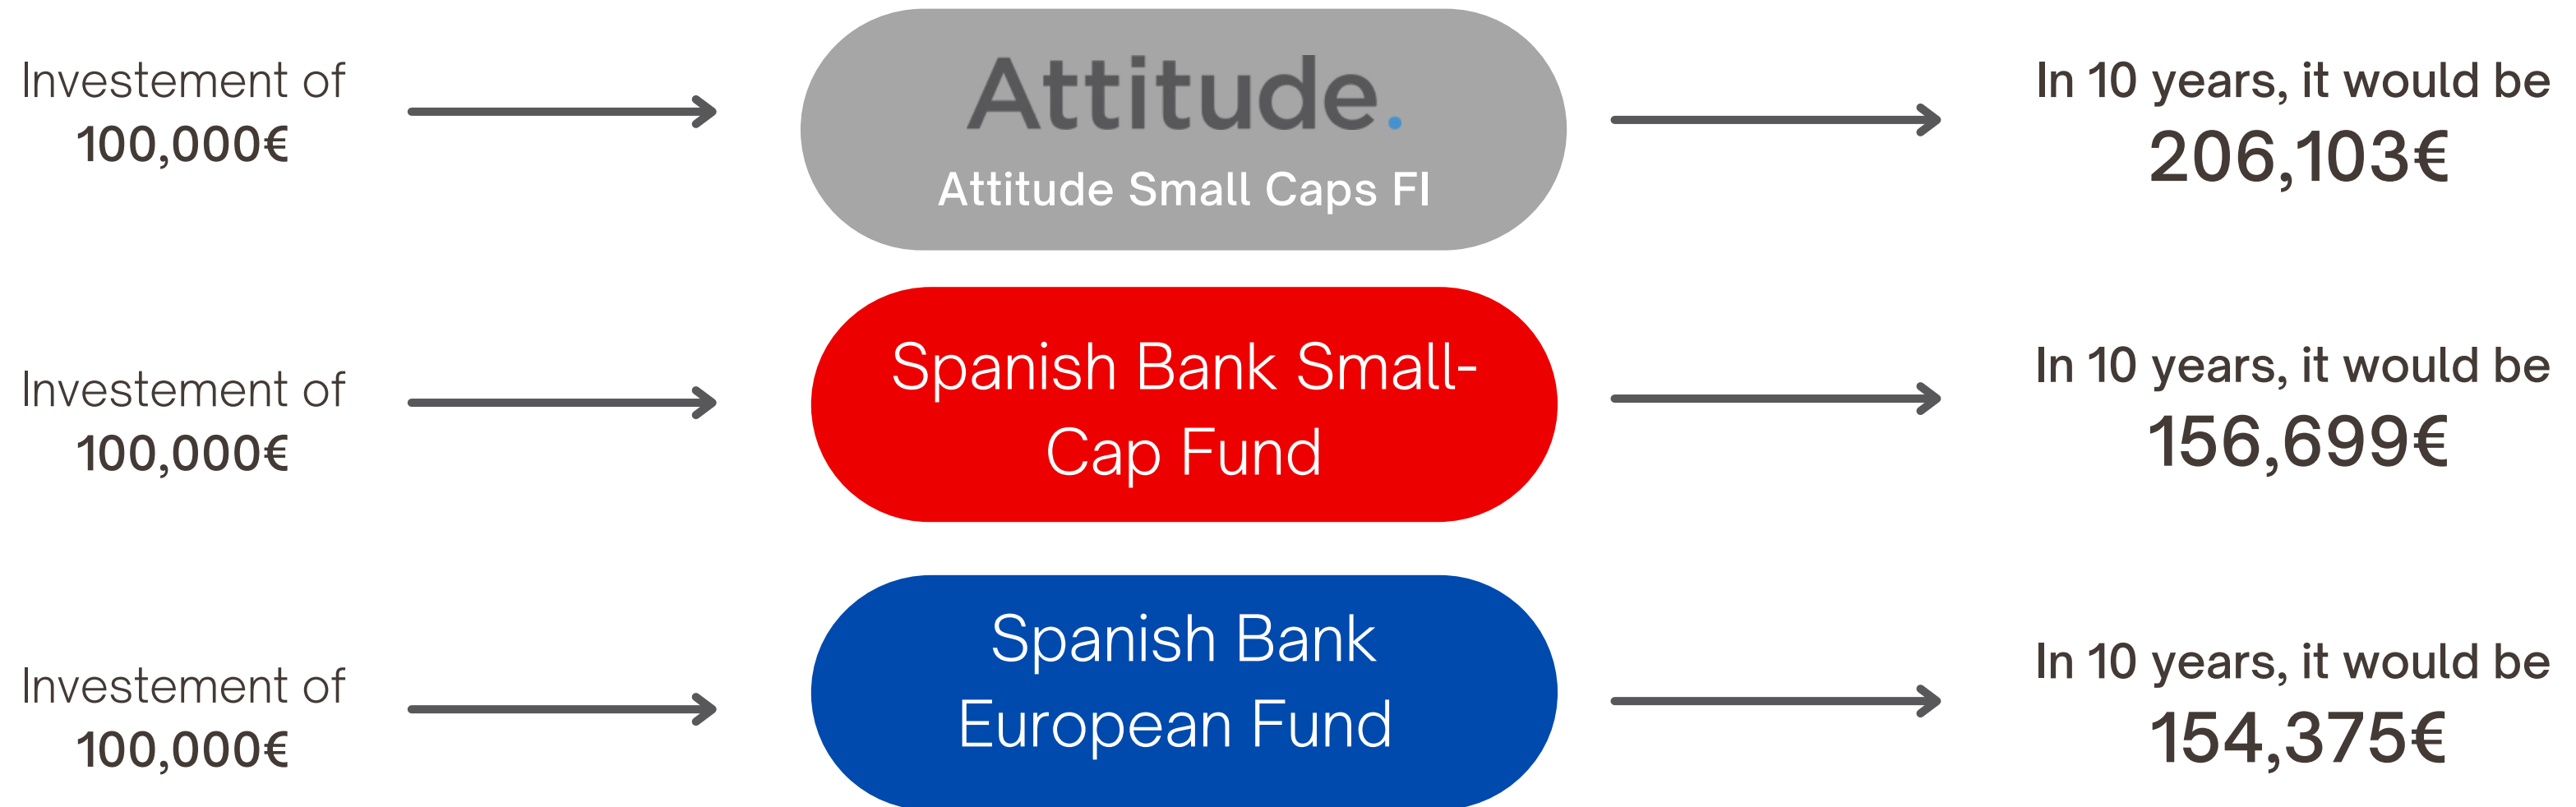 Investement of
100,000€
Attitude.
Attitude Small Caps FI
In 10 years, it would be
206,103€
Investement of
100,000€
Spanish Bank Small-
Cap Fund
In 10 years, it would be
156,699€
Investement of
100,000€
Spanish Bank
European Fund
In 10 years, it would be
154,375€